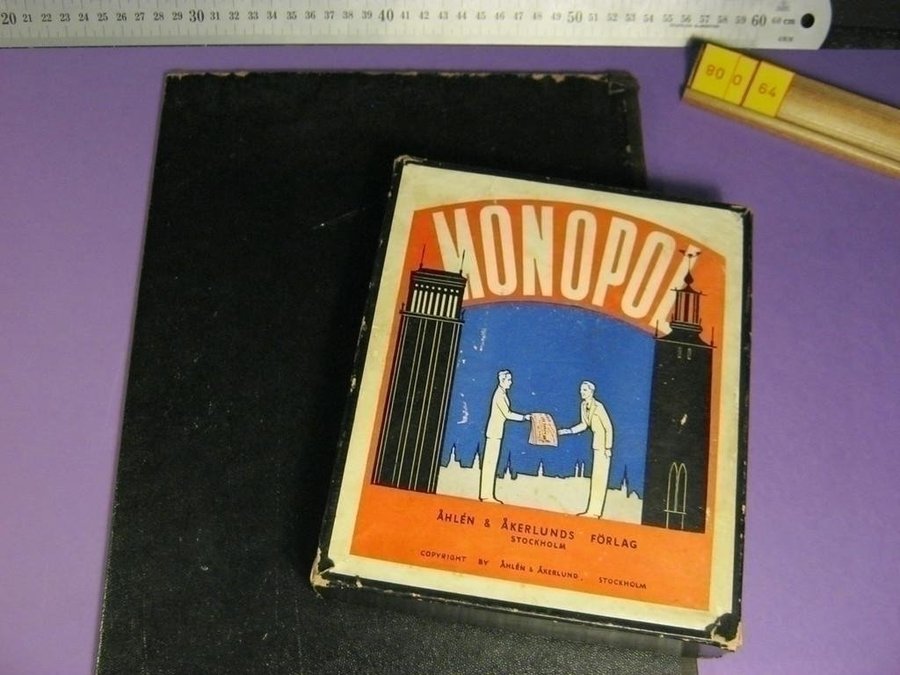 20 21 22 23 24 25 26 27 28 29 30 31 32 33 34 35 36 37 38 39 40 41 42 43 44 45 46 47 48 49 50 51 52 53 54 55 56 57 58 59 60 60 cm
80 0 64
MONOPOL
ÅHLÉN & ÅKERLUNDS FÖRLAG
STOCKHOLM
COPYRIGHT BY ÅHLÉN & ÅKERLUND, STOCKHOLM